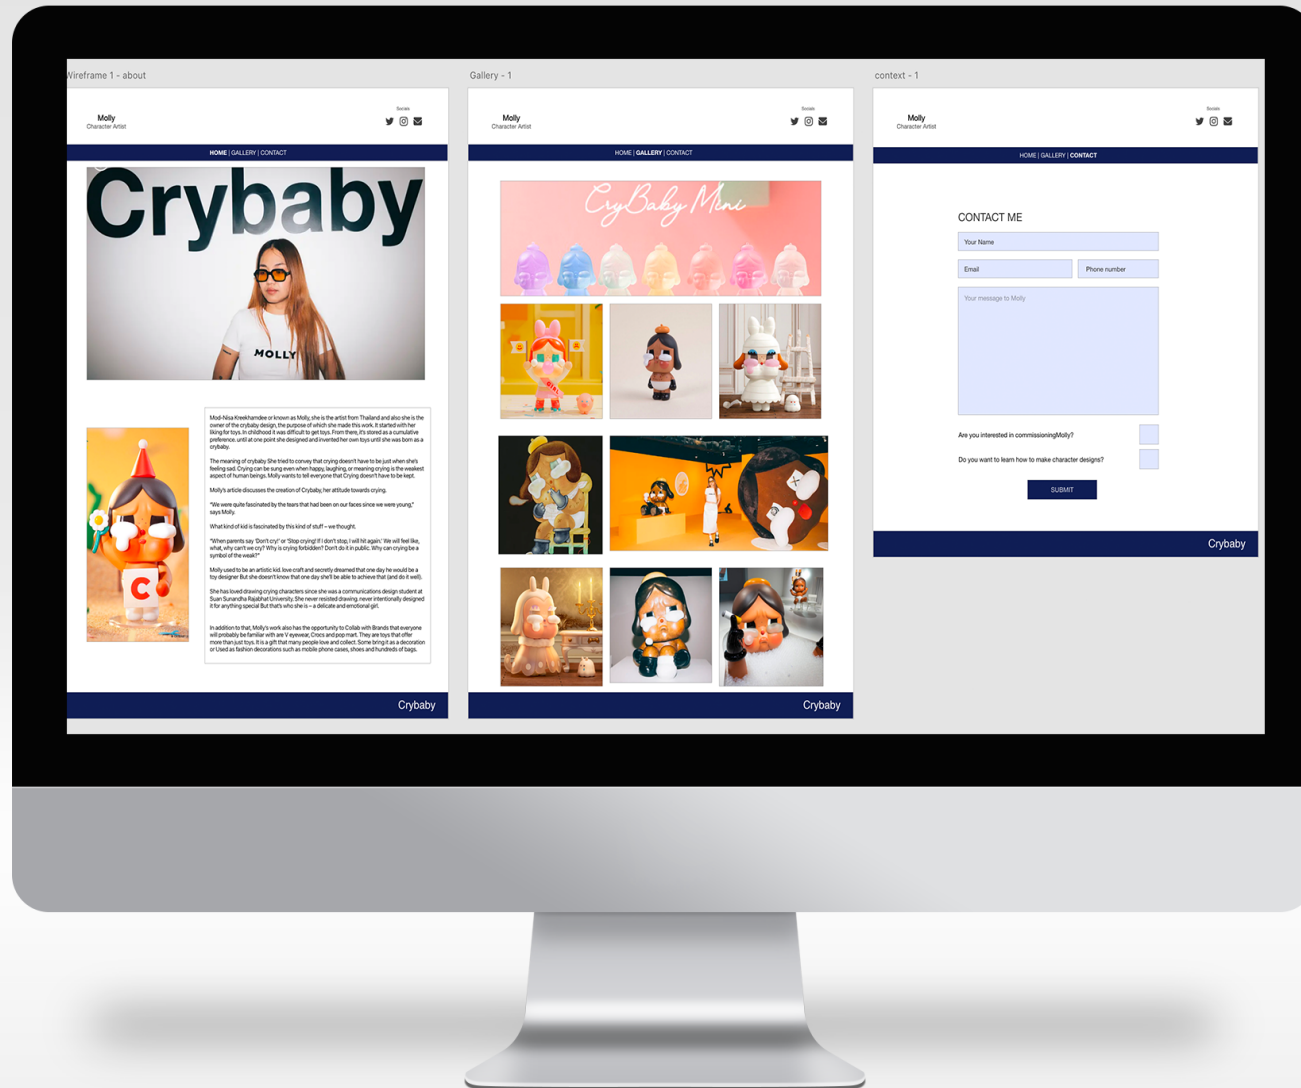 Wireframe 1 - about
Molly
Character Artist
Socials
HOME | GALLERY | CONTACT
Crybaby
MOLLY
C
Mod-Nisa Kreekhamdee or known as Molly, she is the artist from Thailand and also she is the
owner of the crybaby design, the purpose of which she made this work. It started with her
liking for toys. In childhood it was difficult to get toys. From there, it's stored as a cumulative
preference. until at one point she designed and invented her own toys until she was born as a
crybaby.
The meaning of crybaby She tried to convey that crying doesn't have to be just when she's
feeling sad. Crying can be sung even when happy, laughing, or meaning crying is the weakest
aspect of human beings. Molly wants to tell everyone that Crying doesn't have to be kept.
Molly's article discusses the creation of Crybaby, her attitude towards crying.
"We were quite fascinated by the tears that had been on our faces since we were young,"
says Molly.
What kind of kid is fascinated by this kind of stuff – we thought.
"When parents say 'Don't cry!' or 'Stop crying! If I don't stop, I will hit again.' We will feel like,
what, why can't we cry? Why is crying forbidden? Don't do it in public. Why can crying be a
symbol of the weak?"
Molly used to be an artistic kid. love craft and secretly dreamed that one day he would be a
toy designer But she doesn't know that one day she'll be able to achieve that (and do it well).
She has loved drawing crying characters since she was a communications design student at
Suan Sunandha Rajabhat University. She never resisted drawing. never intentionally designed
it for anything special But that's who she is – a delicate and emotional girl.
In addition to that, Molly's work also has the opportunity to Collab with Brands that everyone
will probably be familiar with are V eyewear, Crocs and pop mart. They are toys that offer
more than just toys. It is a gift that many people love and collect. Some bring it as a decoration
or Used as fashion decorations such as mobile phone cases, shoes and hundreds of bags.
Crybaby
Gallery - 1
Molly
Character Artist
Socials
HOME | GALLERY | CONTACT
CryBaby Mini
Crybaby
context - 1
Molly
Character Artist
Socials
HOME | GALLERY | CONTACT
CONTACT ME
Your Name
Email
Phone number
Your message to Molly
Are you interested in commissioningMolly?
Do you want to learn how to make character designs?
SUBMIT
Crybaby